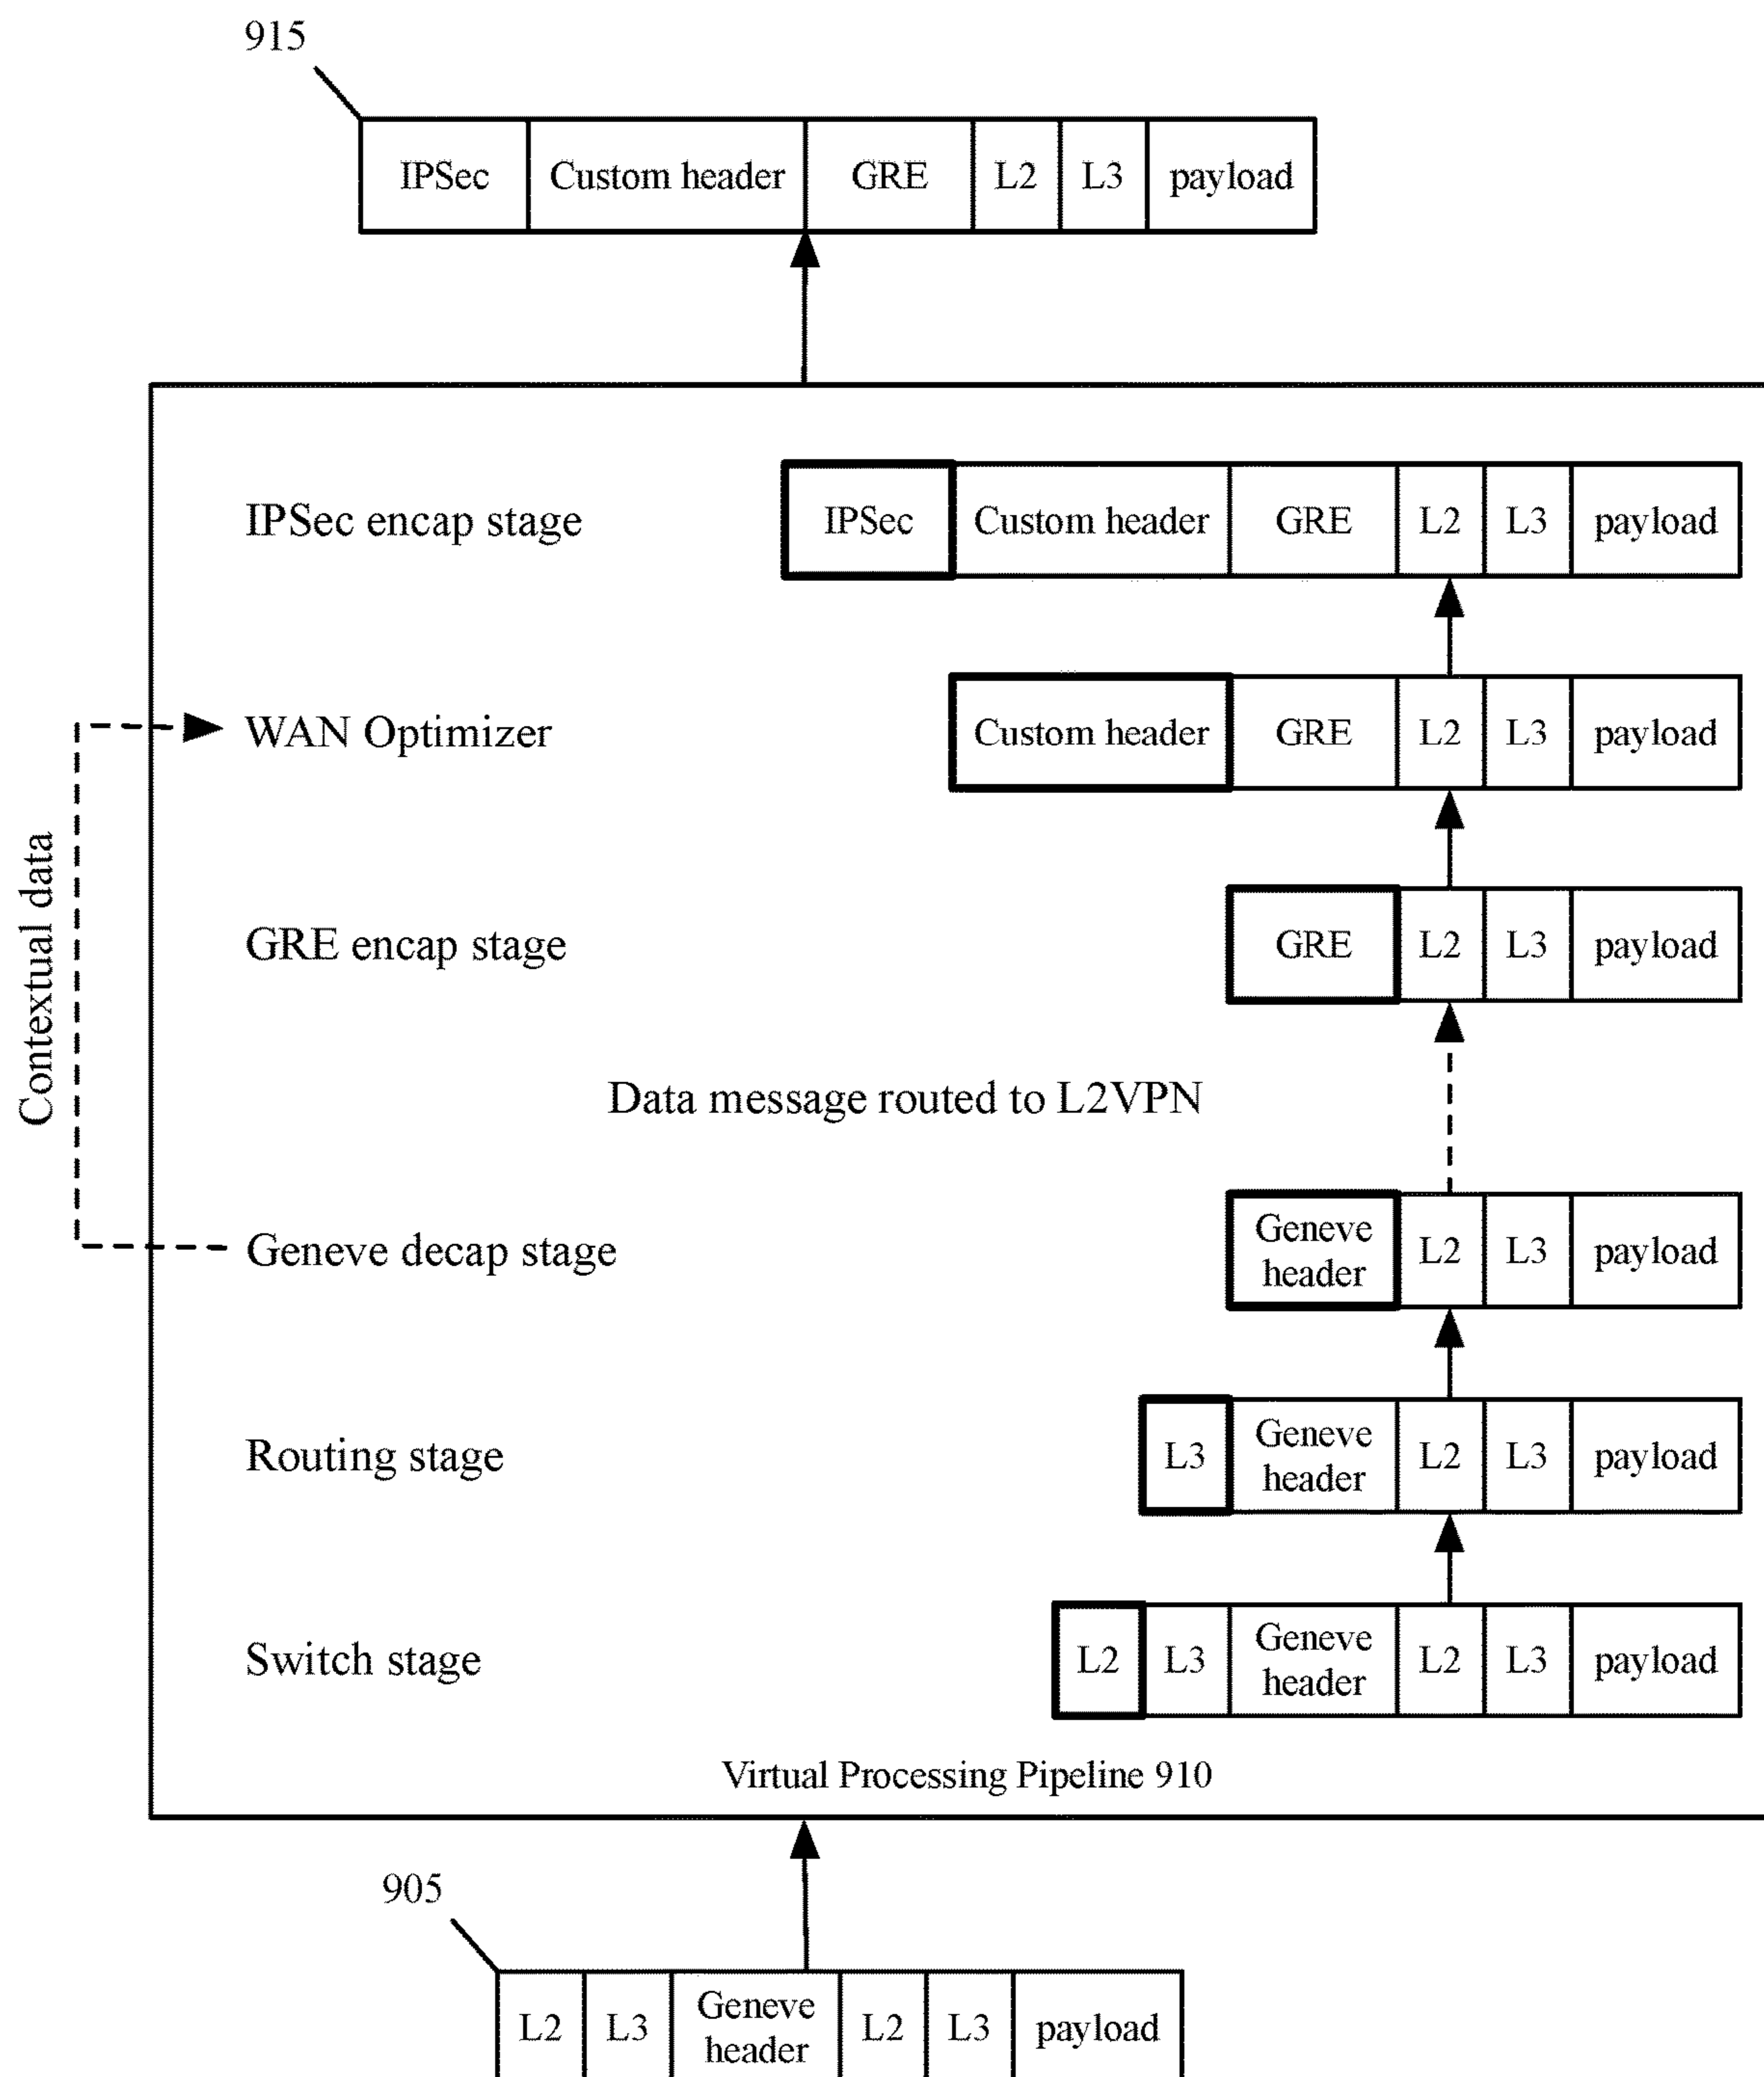 915
IPSec Custom header GRE L2 L3 payload
IPSec encap stage IPSec Custom header GRE L2 L3 payload
WAN Optimizer Custom header GRE L2 L3 payload
Contextual data
GRE encap stage GRE L2 L3 payload
Data message routed to L2VPN
Geneve decap stage Geneve header L2 L3 payload
Routing stage L3 Geneve header L2 L3 payload
Switch stage L2 L3 Geneve header L2 L3 payload
Virtual Processing Pipeline 910
905
L2 L3 Geneve header L2 L3 payload